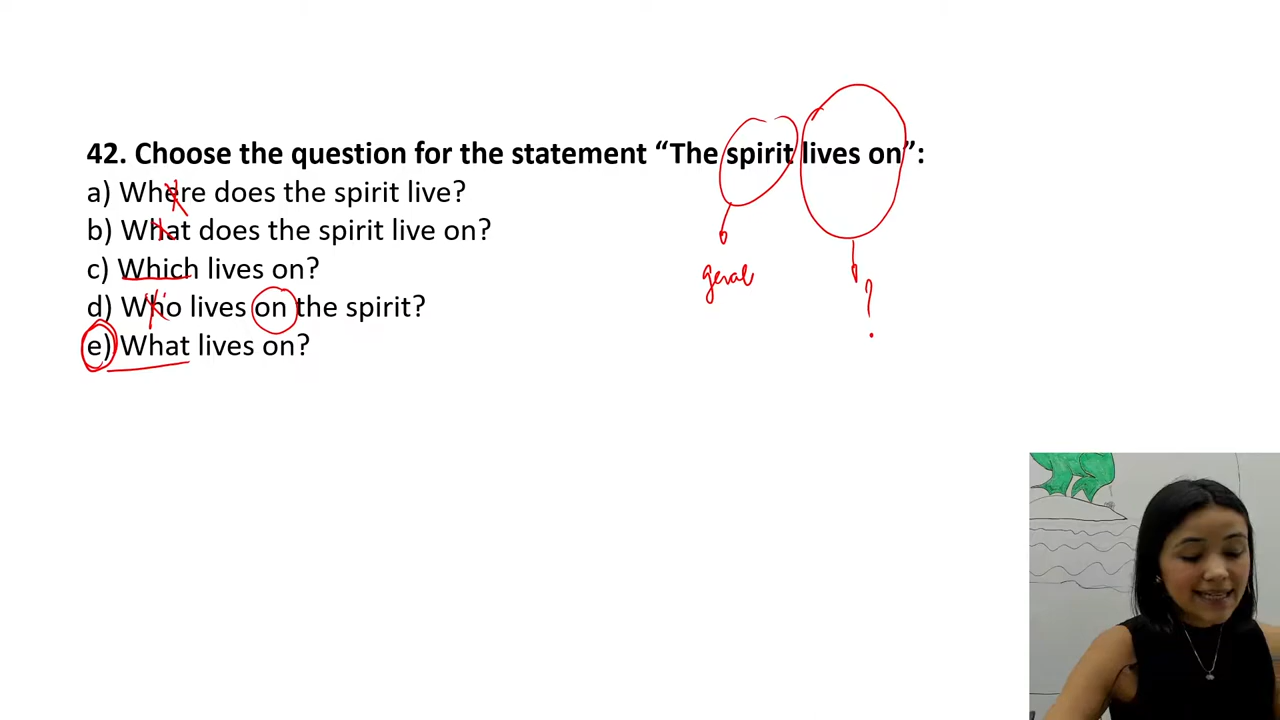 42. Choose the question for the statement “The spirit lives on”:
a) Where does the spirit live?
b) What does the spirit live on?
c) Which lives on?
d) Who lives on the spirit?
e) What lives on?
geral
?